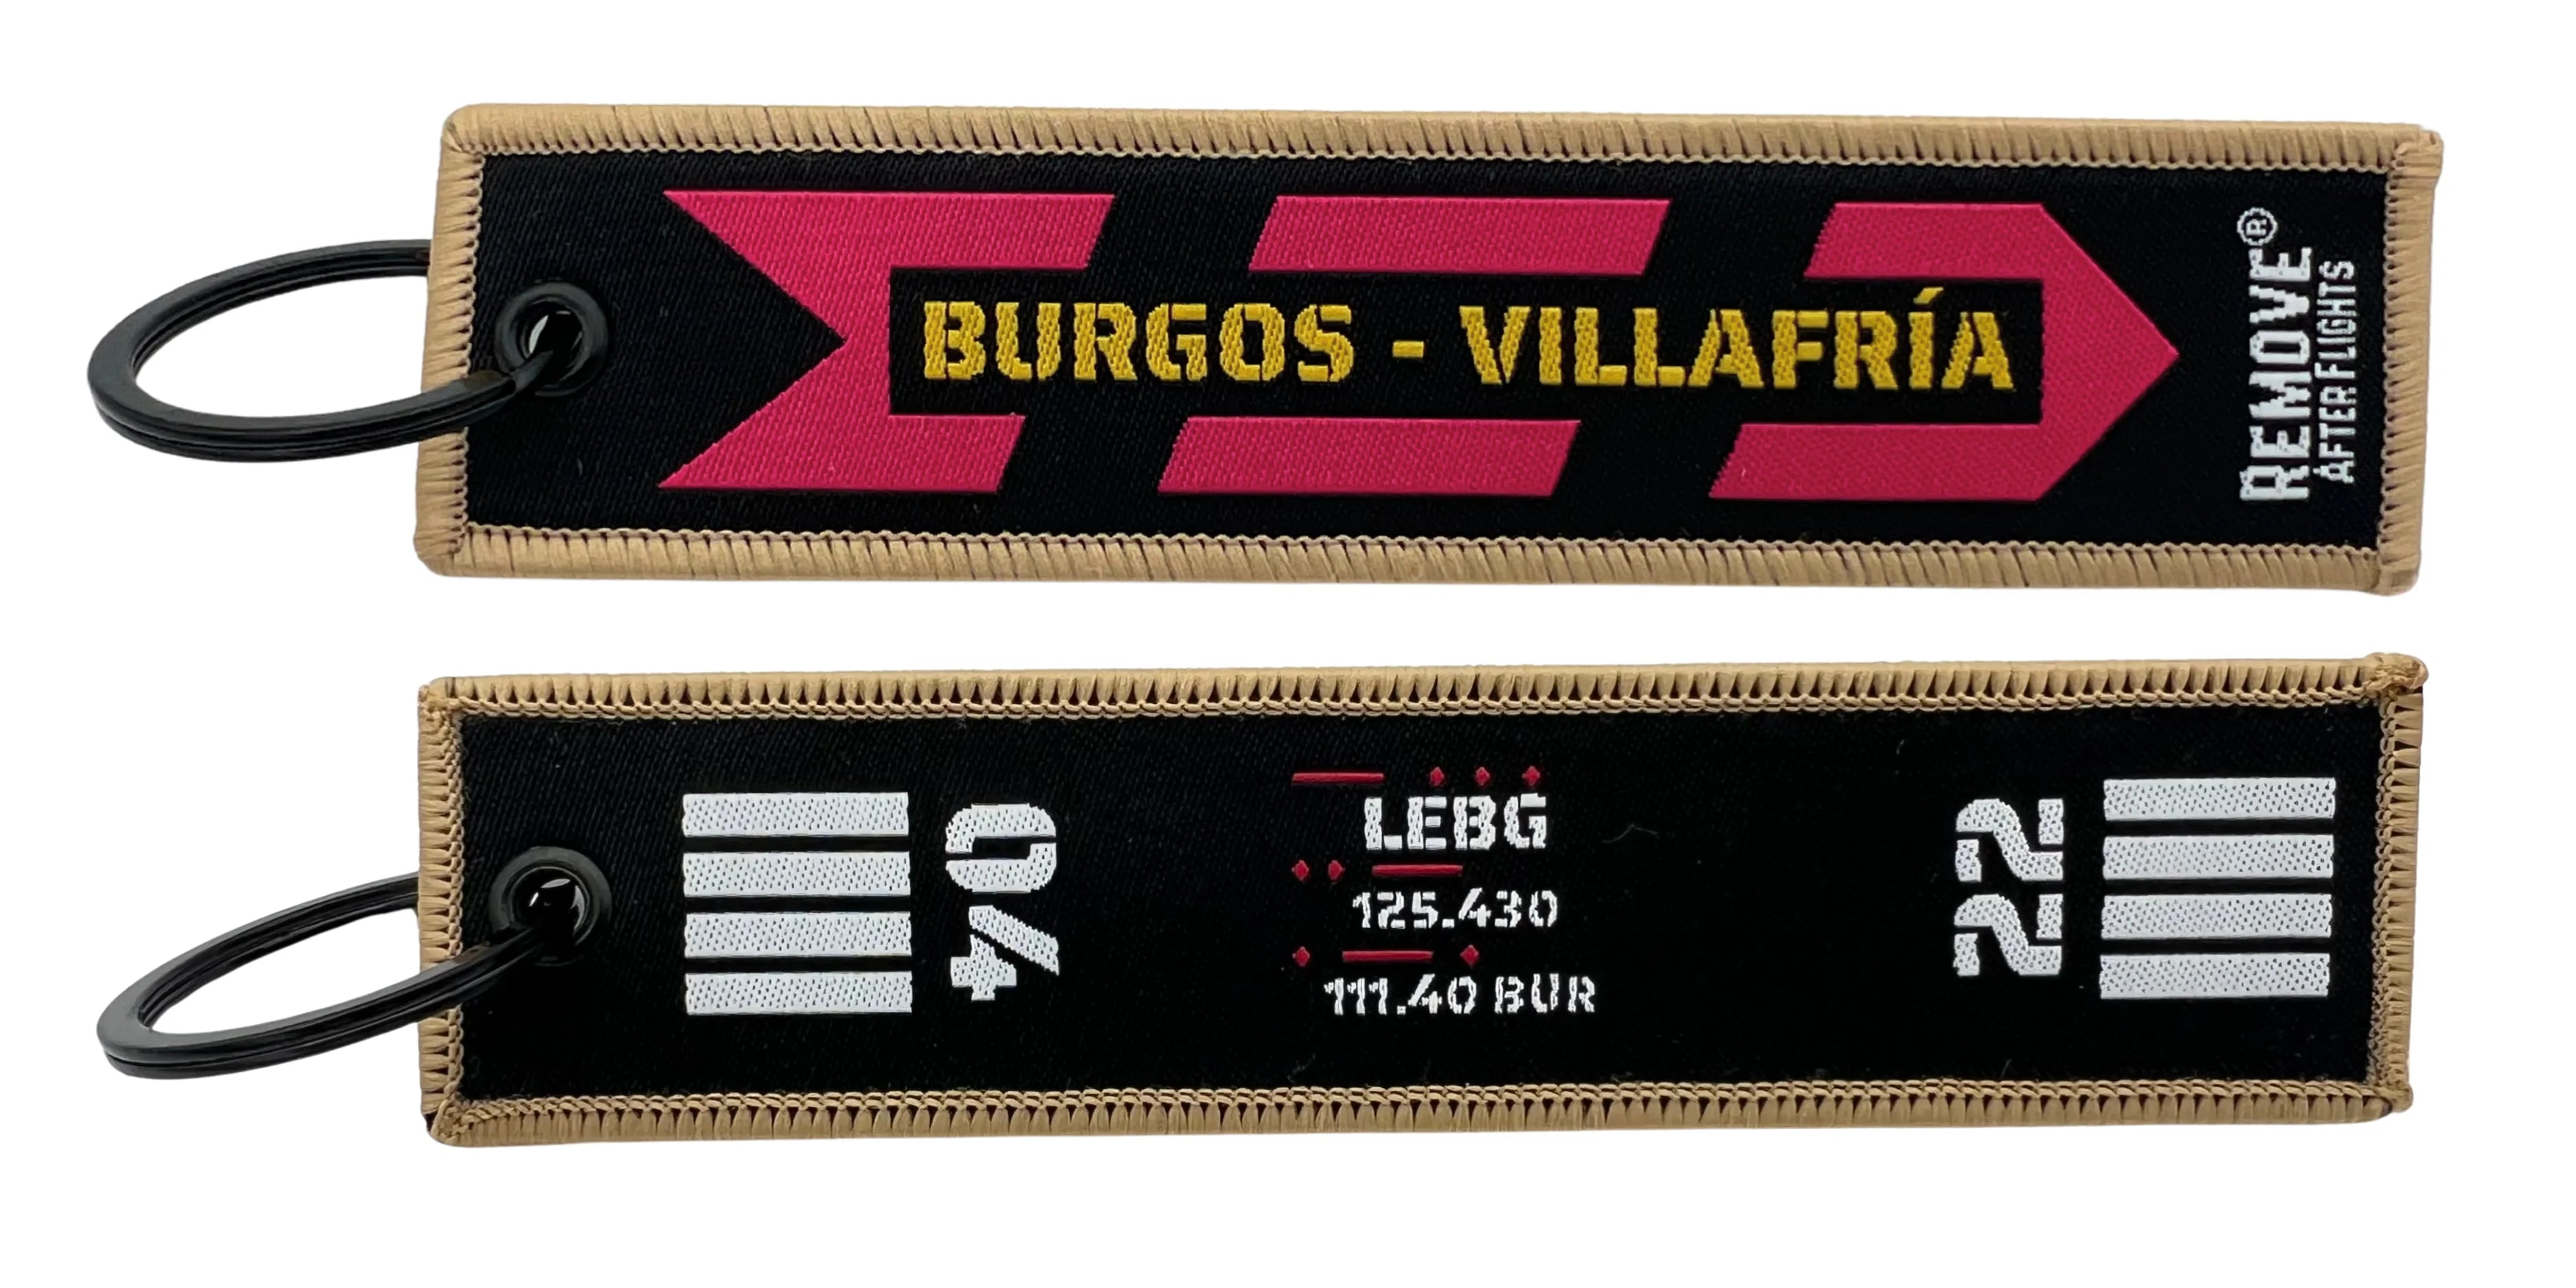 BURGOS - VILLAFRÍA
REMOVE®
AFTER FLIGHTS
04
LEBG
125.430
111.40 BUR
22